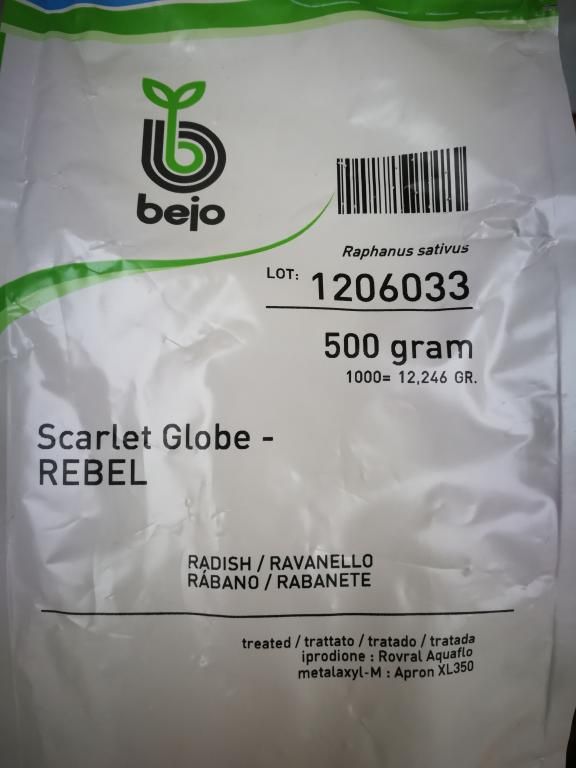 bejo
Raphanus sativus
LOT: 1206033
500 gram
1000= 12,246 GR.
Scarlet Globe -
REBEL
RADISH / RAVANELLO
RÁBANO / RABANETE
treated / trattato / tratado / tratada
iprodione : Rovral Aquaflo
metalaxyl-M : Apron XL350